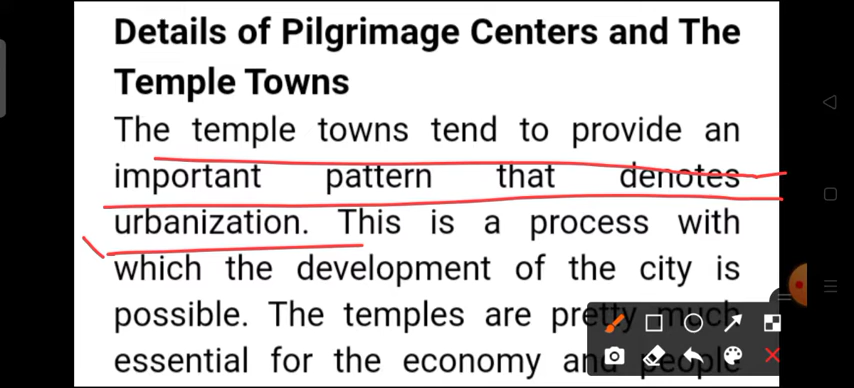 Details of Pilgrimage Centers and The
Temple Towns
The temple towns tend to provide an
important pattern that denotes
urbanization. This is a process with
which the development of the city is
possible. The temples are pretty much
essential for the economy and people